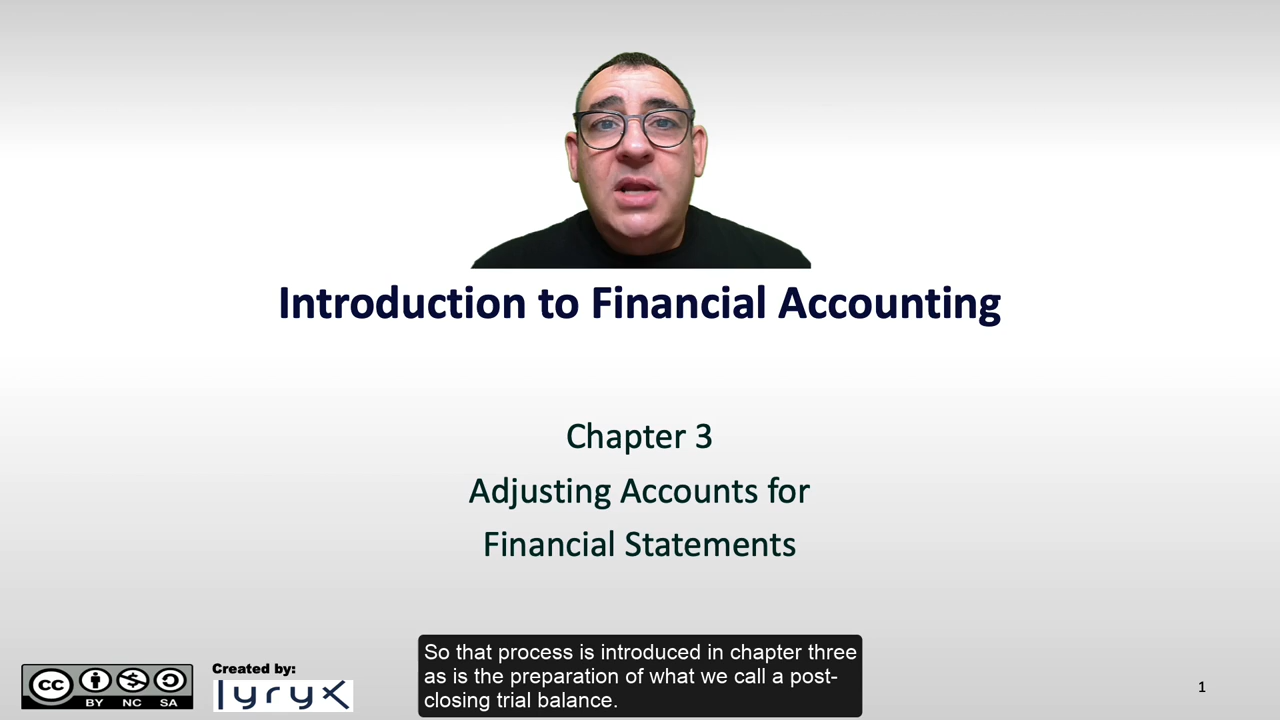 Introduction to Financial Accounting
Chapter 3
Adjusting Accounts for
Financial Statements
So that process is introduced in chapter three
as is the preparation of what we call a post-
closing trial balance.
cc
BY NC SA
Created by:
lyryx
1